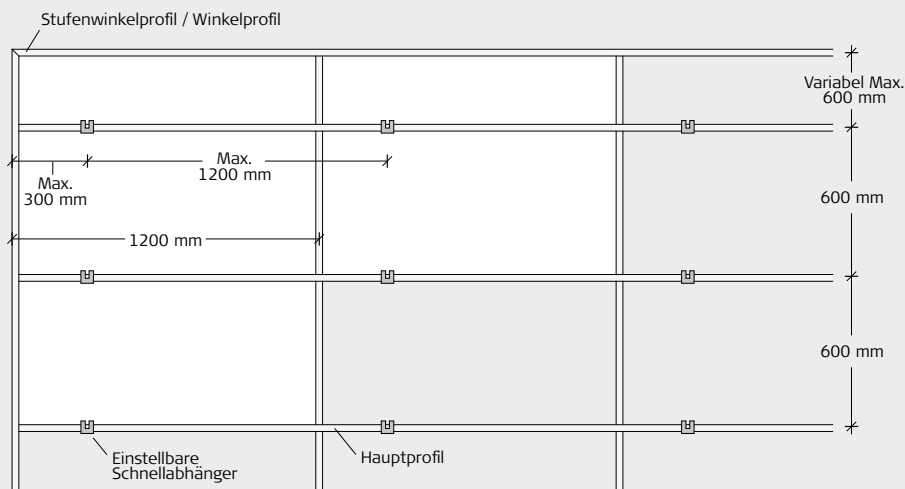 Stufenwinkelprofil / Winkelprofil
Variabel Max.
600 mm
Max.
300 mm
Max.
1200 mm
600 mm
1200 mm
600 mm
Einstellbare
Schnellabhänger
Hauptprofil